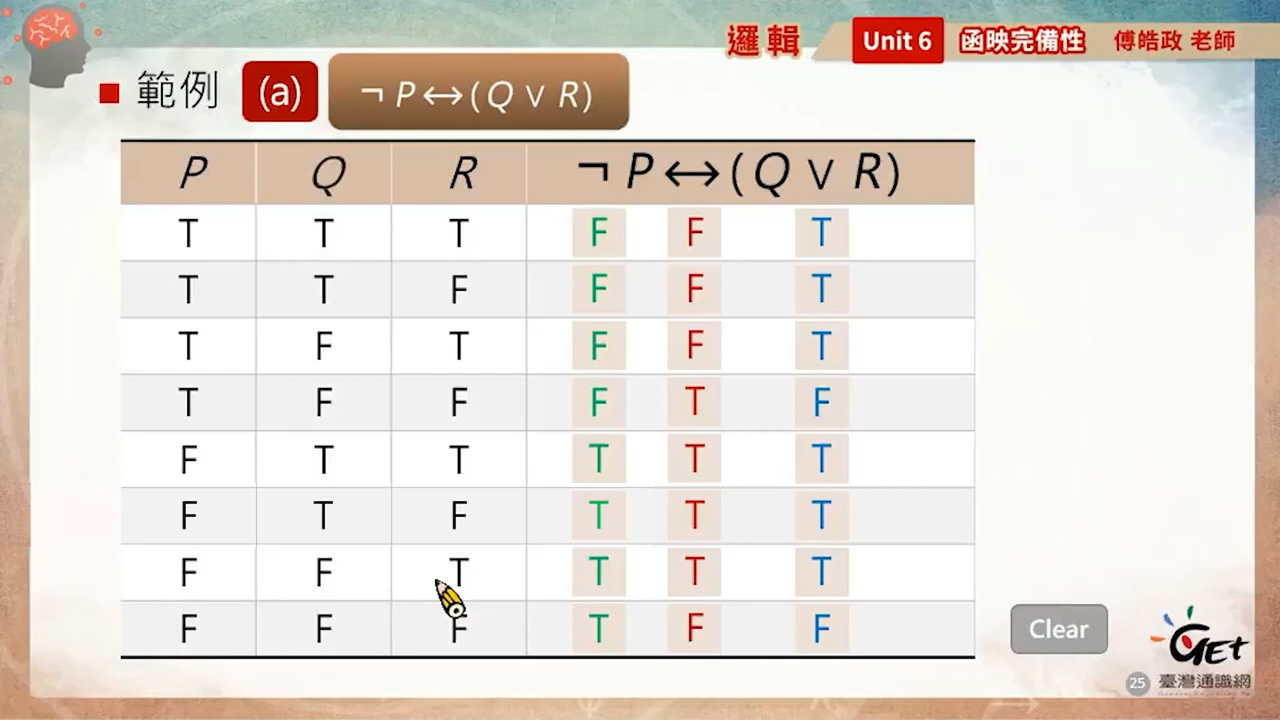 邏輯 Unit 6 函映完備性 傅皓政 老師
■ 範例 (a) ¬ P ↔ ( Q ∨ R )
P Q R ¬ P ↔ ( Q ∨ R )
T T T F F T
T T F F F T
T F T F F T
T F F F T F
F T T T T T
F T F T T T
F F T T T T
F F F T F F
Clear
GET
25 臺灣通識網